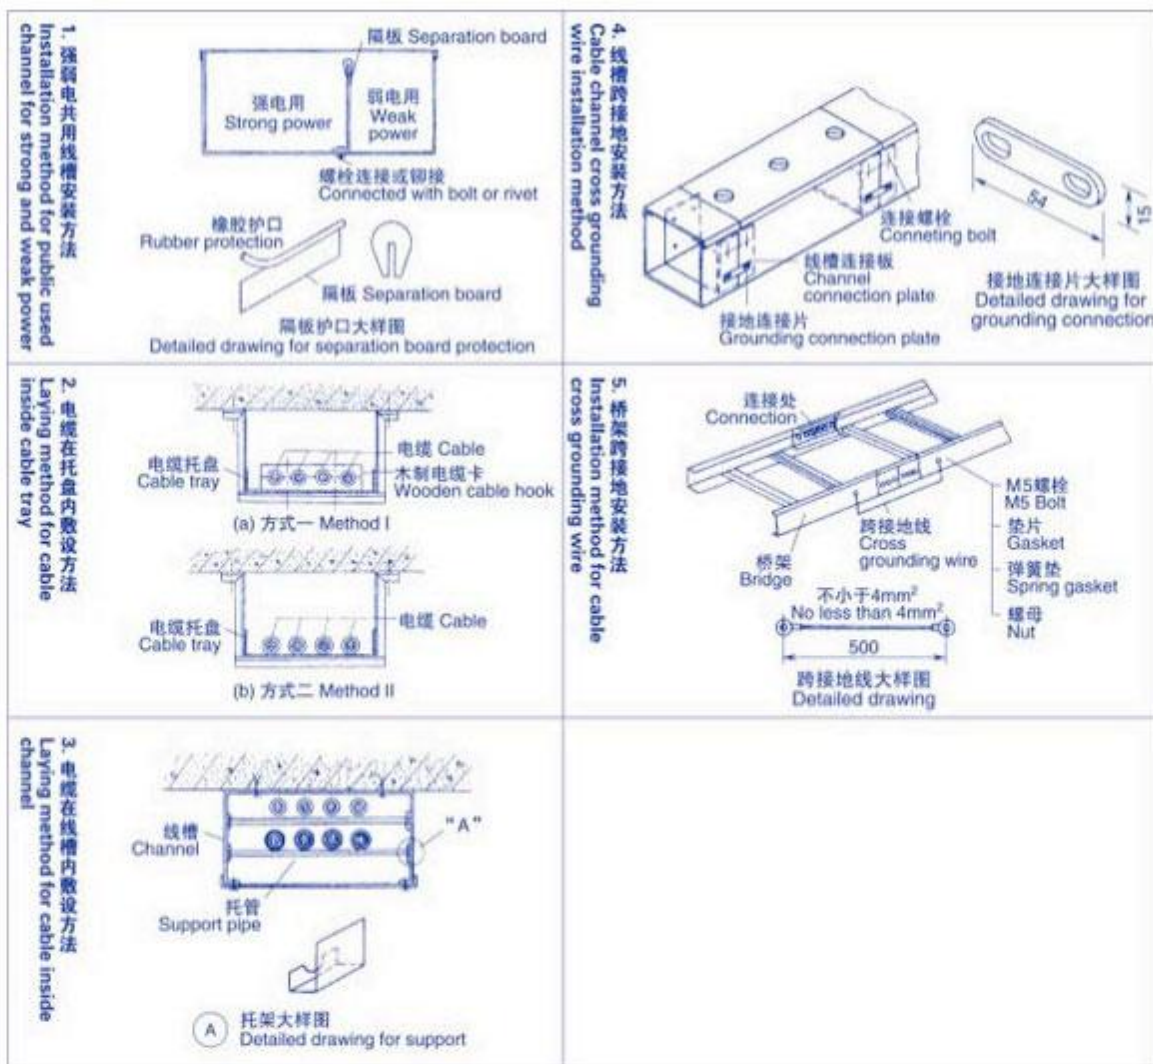 1. 强弱电共用线槽安装方法
Installation method for public used
channel for strong and weak power
隔板 Separation board
强电用
Strong power
弱电用
Weak
power
螺栓连接或铆接
Connected with bolt or rivet
橡胶护口
Rubber protection
隔板 Separation board
隔板护口大样图
Detailed drawing for separation board protection
2. 电缆在托盘内敷设方法
Laying method for cable
inside cable tray
电缆托盘
Cable tray
电缆 Cable
木制电缆卡
Wooden cable hook
(a) 方式一 Method I
电缆托盘
Cable tray
电缆 Cable
(b) 方式二 Method II
3. 电缆在线槽内敷设方法
Laying method for cable inside
channel
线槽
Channel
"A"
托管
Support pipe
A
托架大样图
Detailed drawing for support
4. 线槽跨接地安装方法
Cable channel cross grounding
wire installation method
连接螺栓
Conneting bolt
线槽连接板
Channel
connection plate
接地连接片
Grounding connection plate
54
15
接地连接片大样图
Detailed drawing for
grounding connection
5. 桥架跨接地安装方法
Installation method for cable
cross grounding wire
连接处
Connection
M5螺栓
M5 Bolt
垫片
Gasket
弹簧垫
Spring gasket
螺母
Nut
跨接地线
Cross
grounding wire
桥架
Bridge
不小于4mm²
No less than 4mm²
500
跨接地线大样图
Detailed drawing